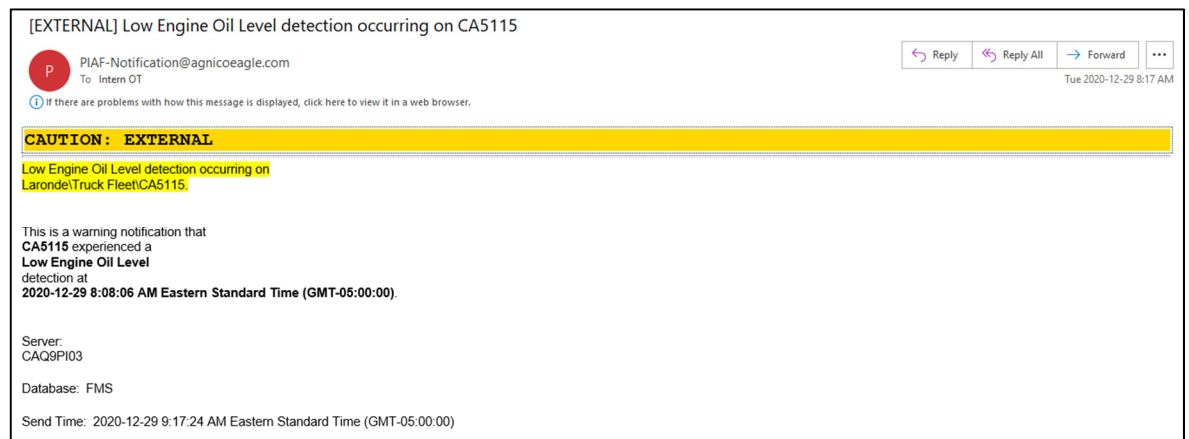 [EXTERNAL] Low Engine Oil Level detection occurring on CA5115
P
PIAF-Notification@agnicoeagle.com
To Intern OT
Reply
Reply All
Forward
...
Tue 2020-12-29 8:17 AM
If there are problems with how this message is displayed, click here to view it in a web browser.
CAUTION: EXTERNAL
Low Engine Oil Level detection occurring on
Laronde\Truck Fleet\CA5115.
This is a warning notification that
CA5115 experienced a
Low Engine Oil Level
detection at
2020-12-29 8:08:06 AM Eastern Standard Time (GMT-05:00:00).
Server:
CAQ9PI03
Database: FMS
Send Time: 2020-12-29 9:17:24 AM Eastern Standard Time (GMT-05:00:00)